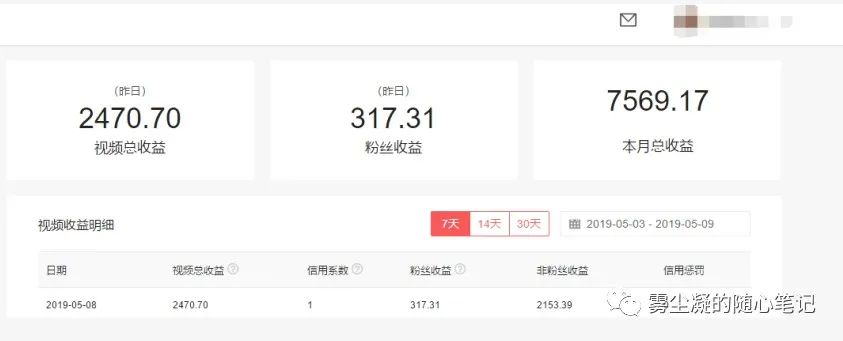 (昨日)
2470.70
视频总收益
(昨日)
317.31
粉丝收益
7569.17
本月总收益
视频收益明细
7天 14天 30天 2019-05-03 - 2019-05-09
日期 视频总收益 信用系数 粉丝收益 非粉丝收益 信用惩罚
2019-05-08 2470.70 1 317.31 2153.39
雾尘凝的随心笔记